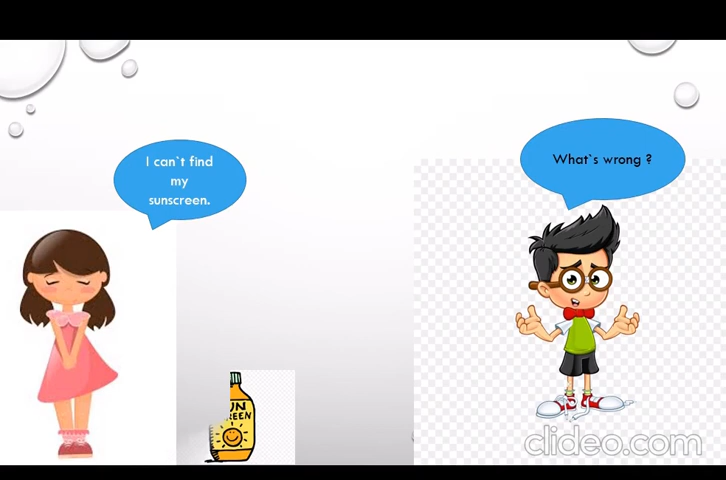 What`s wrong ?
I can`t find
my
sunscreen.
UN
REEN
clideo.com